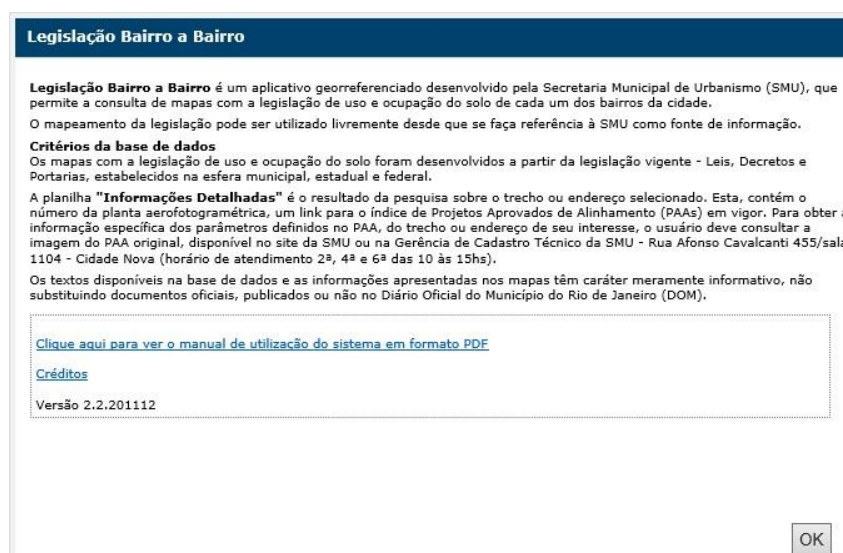 Legislação Bairro a Bairro
Legislação Bairro a Bairro é um aplicativo georreferenciado desenvolvido pela Secretaria Municipal de Urbanismo (SMU), que
permite a consulta de mapas com a legislação de uso e ocupação do solo de cada um dos bairros da cidade.
O mapeamento da legislação pode ser utilizado livremente desde que se faça referência à SMU como fonte de informação.
Critérios da base de dados
Os mapas com a legislação de uso e ocupação do solo foram desenvolvidos a partir da legislação vigente - Leis, Decretos e
Portarias, estabelecidos na esfera municipal, estadual e federal.
A planilha "Informações Detalhadas" é o resultado da pesquisa sobre o trecho ou endereço selecionado. Esta, contém o
número da planta aerofotogramétrica, um link para o índice de Projetos Aprovados de Alinhamento (PAAs) em vigor. Para obter a
informação específica dos parâmetros definidos no PAA, do trecho ou endereço de seu interesse, o usuário deve consultar a
imagem do PAA original, disponível no site da SMU ou na Gerência de Cadastro Técnico da SMU - Rua Afonso Cavalcanti 455/sala
1104 - Cidade Nova (horário de atendimento 2ª, 4ª e 6ª das 10 às 15hs).
Os textos disponíveis na base de dados e as informações apresentadas nos mapas têm caráter meramente informativo, não
substituindo documentos oficiais, publicados ou não no Diário Oficial do Município do Rio de Janeiro (DOM).
Clique aqui para ver o manual de utilização do sistema em formato PDF
Créditos
Versão 2.2.201112
OK